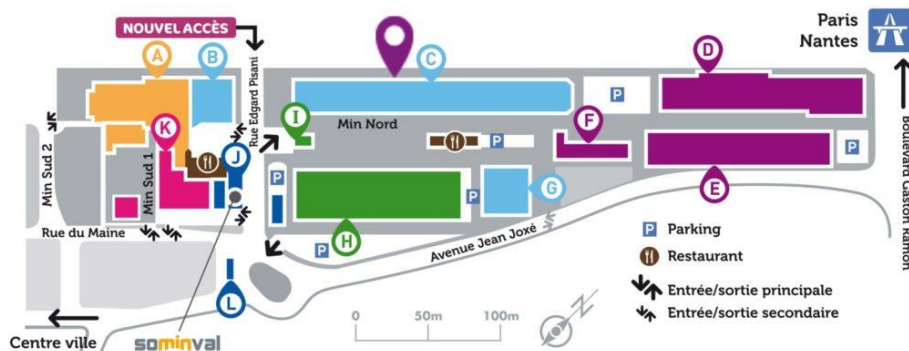 NOUVEL ACCÈS
Paris
Nantes
A
B
C
D
Rue Edgard Pisani
Boulevard Gaston Ramon
I
Min Nord
F
P
K
J
Min Sud 2
Min Sud 1
P
P
P
P
G
E
H
P
Rue du Maine
Avenue Jean Joxé
P Parking
Restaurant
Entrée/sortie principale
Entrée/sortie secondaire
L
0 50m 100m
N
Centre ville
sominval